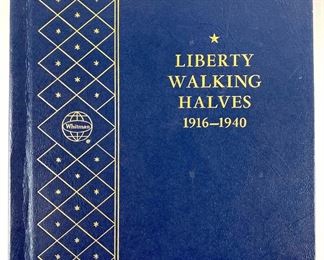 LIBERTY
WALKING
HALVES
1916–1940
Whitman
®